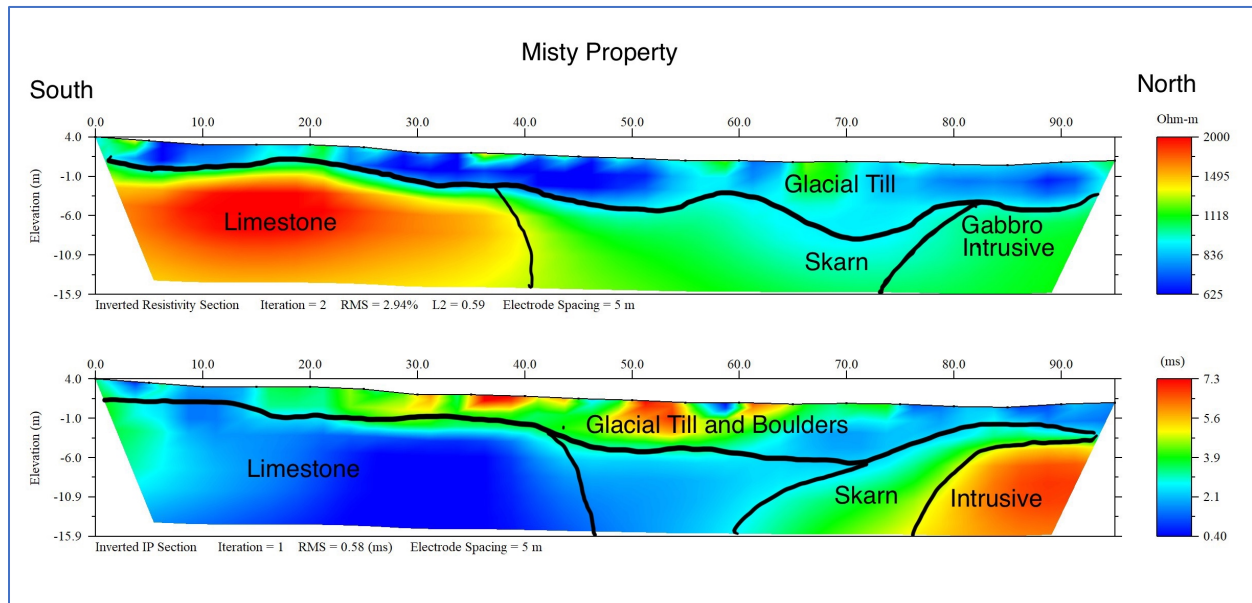 Misty Property
South
North
0.0 10.0 20.0 30.0 40.0 50.0 60.0 70.0 80.0 90.0
Ohm-m
4.0
-1.0
-6.0
-10.9
-15.9
Elevation (m)
Glacial Till
Limestone
Gabbro
Intrusive
Skarn
2000
1495
1118
836
625
Inverted Resistivity Section Iteration = 2 RMS = 2.94% L2 = 0.59 Electrode Spacing = 5 m
0.0 10.0 20.0 30.0 40.0 50.0 60.0 70.0 80.0 90.0
(ms)
4.0
-1.0
-6.0
-10.9
-15.9
Elevation (m)
Glacial Till and Boulders
Limestone
Skarn
Intrusive
7.3
5.6
3.9
2.1
0.40
Inverted IP Section Iteration = 1 RMS = 0.58 (ms) Electrode Spacing = 5 m